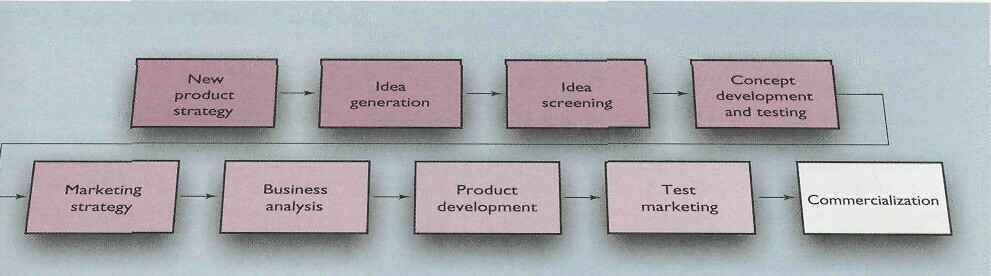 New
product
strategy
Idea
generation
Idea
screening
Concept
development
and testing
Marketing
strategy
Business
analysis
Product
development
Test
marketing
Commercialization